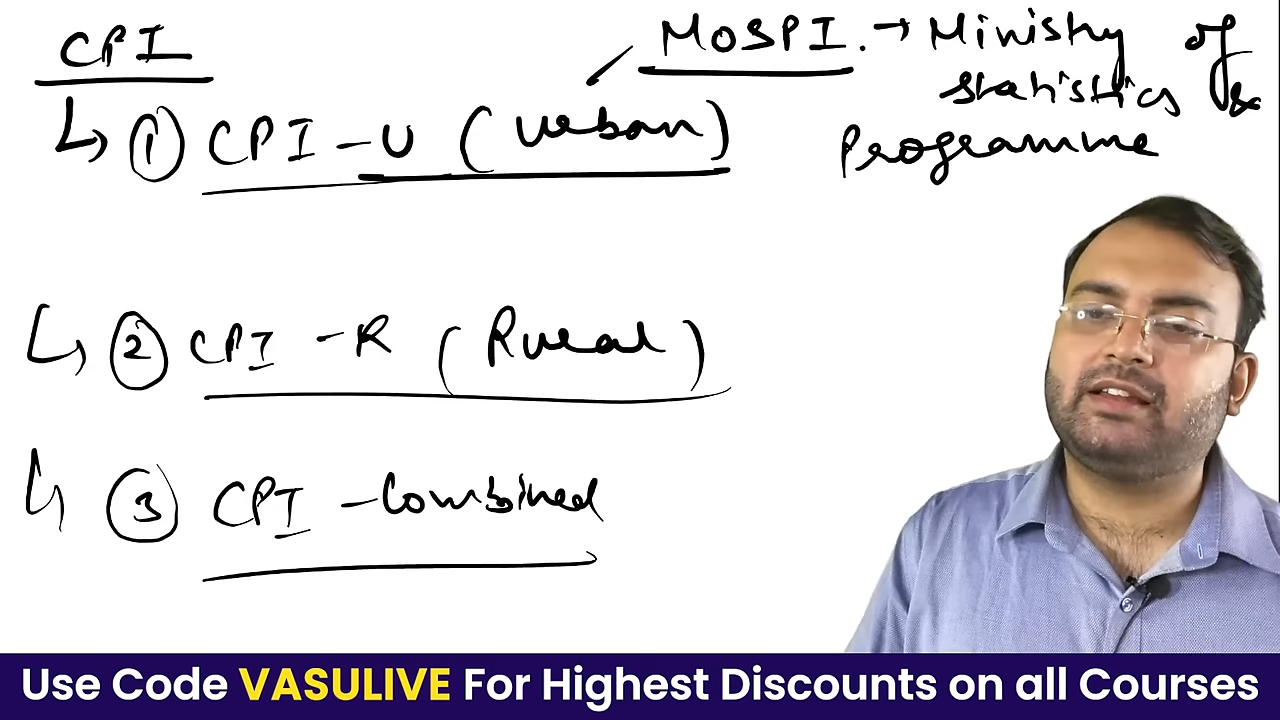 CPI
MOSPI. → Ministry of
statistics &
Programme
↳ ① CPI - U (Urban)
↳ ② CPI - R (Rural)
↳ ③ CPI - Combined
Use Code VASULIVE For Highest Discounts on all Courses